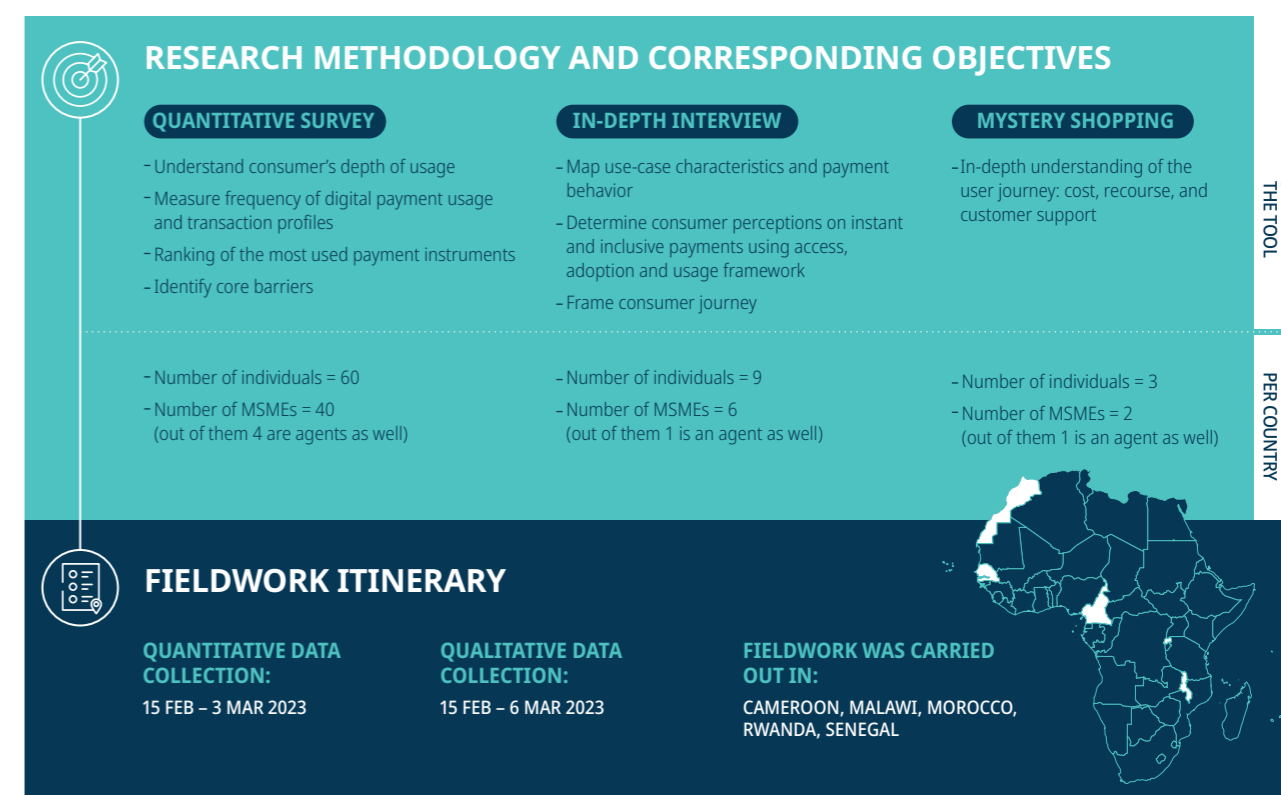 RESEARCH METHODOLOGY AND CORRESPONDING OBJECTIVES
QUANTITATIVE SURVEY
– Understand consumer's depth of usage
– Measure frequency of digital payment usage
and transaction profiles
– Ranking of the most used payment instruments
– Identify core barriers
IN-DEPTH INTERVIEW
– Map use-case characteristics and payment
behavior
– Determine consumer perceptions on instant
and inclusive payments using access,
adoption and usage framework
– Frame consumer journey
MYSTERY SHOPPING
– In-depth understanding of the
user journey: cost, recourse, and
customer support
THE TOOL
– Number of individuals = 60
– Number of MSMEs = 40
(out of them 4 are agents as well)
– Number of individuals = 9
– Number of MSMEs = 6
(out of them 1 is an agent as well)
– Number of individuals = 3
– Number of MSMEs = 2
(out of them 1 is an agent as well)
PER COUNTRY
FIELDWORK ITINERARY
QUANTITATIVE DATA
COLLECTION:
15 FEB – 3 MAR 2023
QUALITATIVE DATA
COLLECTION:
15 FEB – 6 MAR 2023
FIELDWORK WAS CARRIED
OUT IN:
CAMEROON, MALAWI, MOROCCO,
RWANDA, SENEGAL